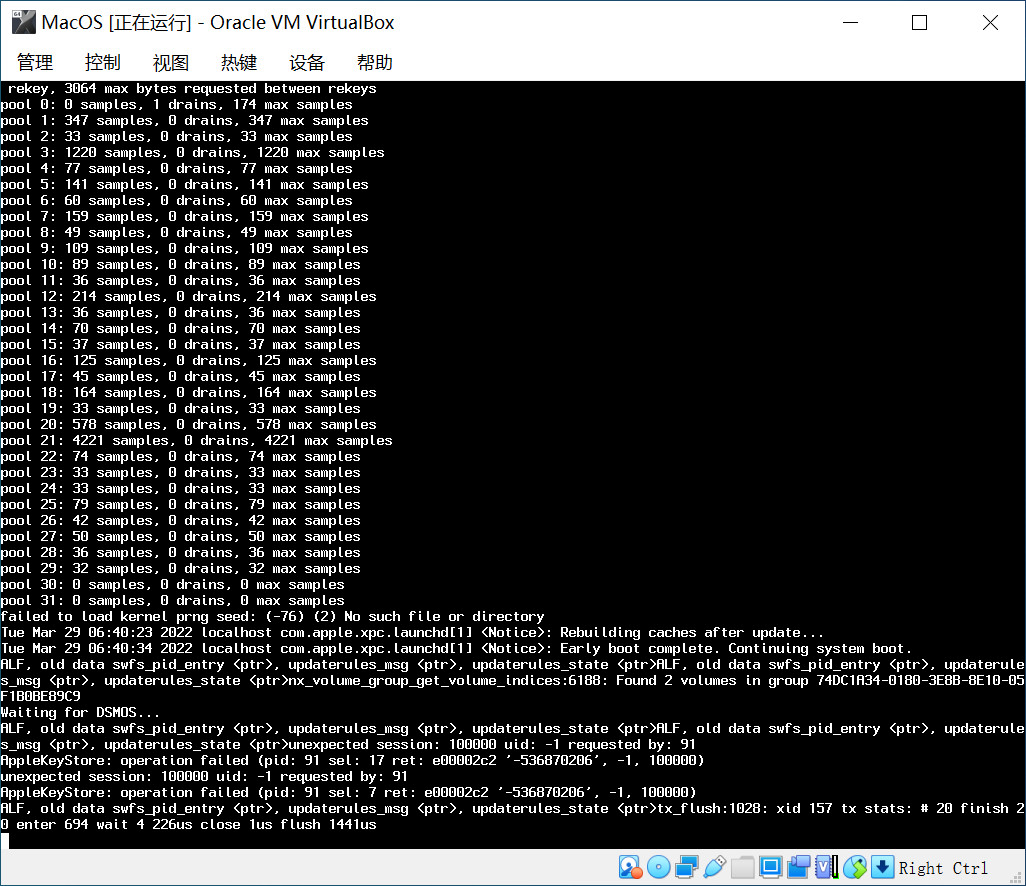 MacOS [正在运行] - Oracle VM VirtualBox
管理 控制 视图 热键 设备 帮助
rekey, 3064 max bytes requested between rekeys
pool 0: 0 samples, 1 drains, 174 max samples
pool 1: 347 samples, 0 drains, 347 max samples
pool 2: 33 samples, 0 drains, 33 max samples
pool 3: 1220 samples, 0 drains, 1220 max samples
pool 4: 77 samples, 0 drains, 77 max samples
pool 5: 141 samples, 0 drains, 141 max samples
pool 6: 60 samples, 0 drains, 60 max samples
pool 7: 159 samples, 0 drains, 159 max samples
pool 8: 49 samples, 0 drains, 49 max samples
pool 9: 109 samples, 0 drains, 109 max samples
pool 10: 89 samples, 0 drains, 89 max samples
pool 11: 36 samples, 0 drains, 36 max samples
pool 12: 214 samples, 0 drains, 214 max samples
pool 13: 36 samples, 0 drains, 36 max samples
pool 14: 70 samples, 0 drains, 70 max samples
pool 15: 37 samples, 0 drains, 37 max samples
pool 16: 125 samples, 0 drains, 125 max samples
pool 17: 45 samples, 0 drains, 45 max samples
pool 18: 164 samples, 0 drains, 164 max samples
pool 19: 33 samples, 0 drains, 33 max samples
pool 20: 578 samples, 0 drains, 578 max samples
pool 21: 4221 samples, 0 drains, 4221 max samples
pool 22: 74 samples, 0 drains, 74 max samples
pool 23: 33 samples, 0 drains, 33 max samples
pool 24: 33 samples, 0 drains, 33 max samples
pool 25: 79 samples, 0 drains, 79 max samples
pool 26: 42 samples, 0 drains, 42 max samples
pool 27: 50 samples, 0 drains, 50 max samples
pool 28: 36 samples, 0 drains, 36 max samples
pool 29: 32 samples, 0 drains, 32 max samples
pool 30: 0 samples, 0 drains, 0 max samples
pool 31: 0 samples, 0 drains, 0 max samples
failed to load kernel prng seed: (-76) (2) No such file or directory
Tue Mar 29 06:40:23 2022 localhost com.apple.xpc.launchd[1] <Notice>: Rebuilding caches after update...
Tue Mar 29 06:40:34 2022 localhost com.apple.xpc.launchd[1] <Notice>: Early boot complete. Continuing system boot.
ALF, old data swfs_pid_entry <ptr>, updaterules_msg <ptr>, updaterules_state <ptr>ALF, old data swfs_pid_entry <ptr>, updaterule
s_msg <ptr>, updaterules_state <ptr>nx_volume_group_get_volume_indices:6188: Found 2 volumes in group 74DC1A34-0180-3E8B-8E10-05
F1B0BE89C9
Waiting for DSMOS...
ALF, old data swfs_pid_entry <ptr>, updaterules_msg <ptr>, updaterules_state <ptr>ALF, old data swfs_pid_entry <ptr>, updaterule
s_msg <ptr>, updaterules_state <ptr>unexpected session: 100000 uid: -1 requested by: 91
AppleKeyStore: operation failed (pid: 91 sel: 17 ret: e00002c2 '-536870206', -1, 100000)
unexpected session: 100000 uid: -1 requested by: 91
AppleKeyStore: operation failed (pid: 91 sel: 7 ret: e00002c2 '-536870206', -1, 100000)
ALF, old data swfs_pid_entry <ptr>, updaterules_msg <ptr>, updaterules_state <ptr>tx_flush:1028: xid 157 tx stats: # 20 finish 2
0 enter 694 wait 4 226us close 1us flush 1441us
Right Ctrl